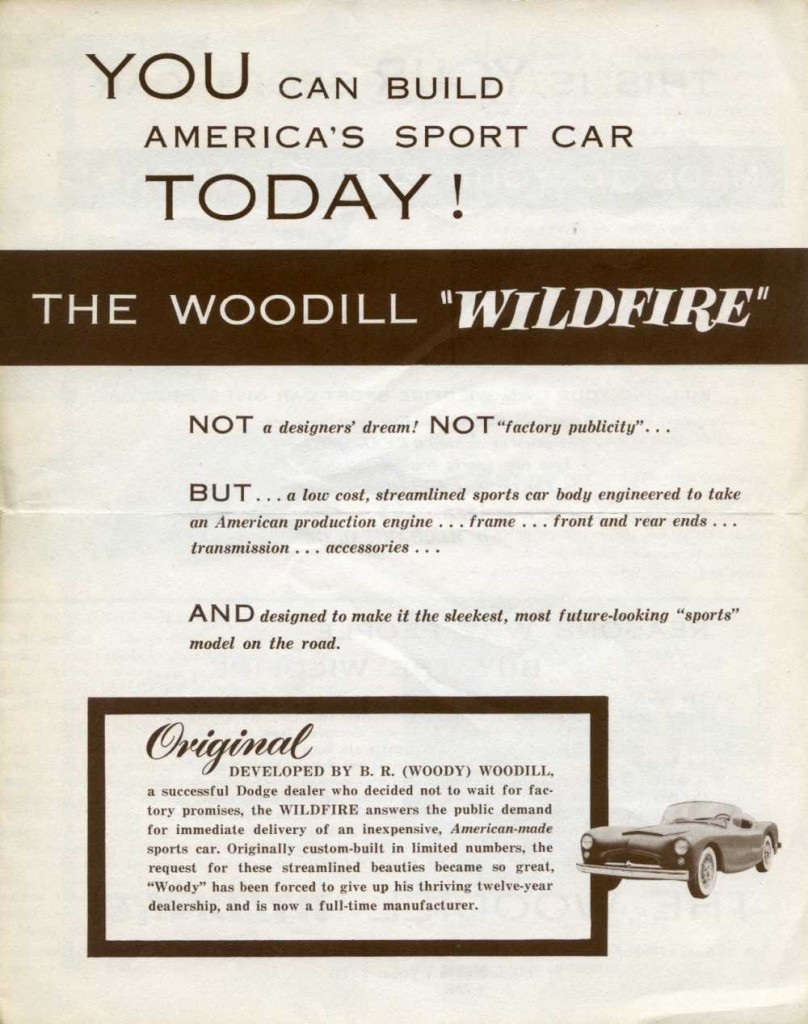 YOU CAN BUILD
AMERICA'S SPORT CAR
TODAY!
THE WOODILL "WILDFIRE"
NOT a designers' dream! NOT "factory publicity"...
BUT... a low cost, streamlined sports car body engineered to take
an American production engine ... frame ... front and rear ends ...
transmission ... accessories ...
AND designed to make it the sleekest, most future-looking "sports"
model on the road.
Original
DEVELOPED BY B. R. (WOODY) WOODILL,
a successful Dodge dealer who decided not to wait for fac-
tory promises, the WILDFIRE answers the public demand
for immediate delivery of an inexpensive, American-made
sports car. Originally custom-built in limited numbers, the
request for these streamlined beauties became so great,
"Woody" has been forced to give up his thriving twelve-year
dealership, and is now a full-time manufacturer.